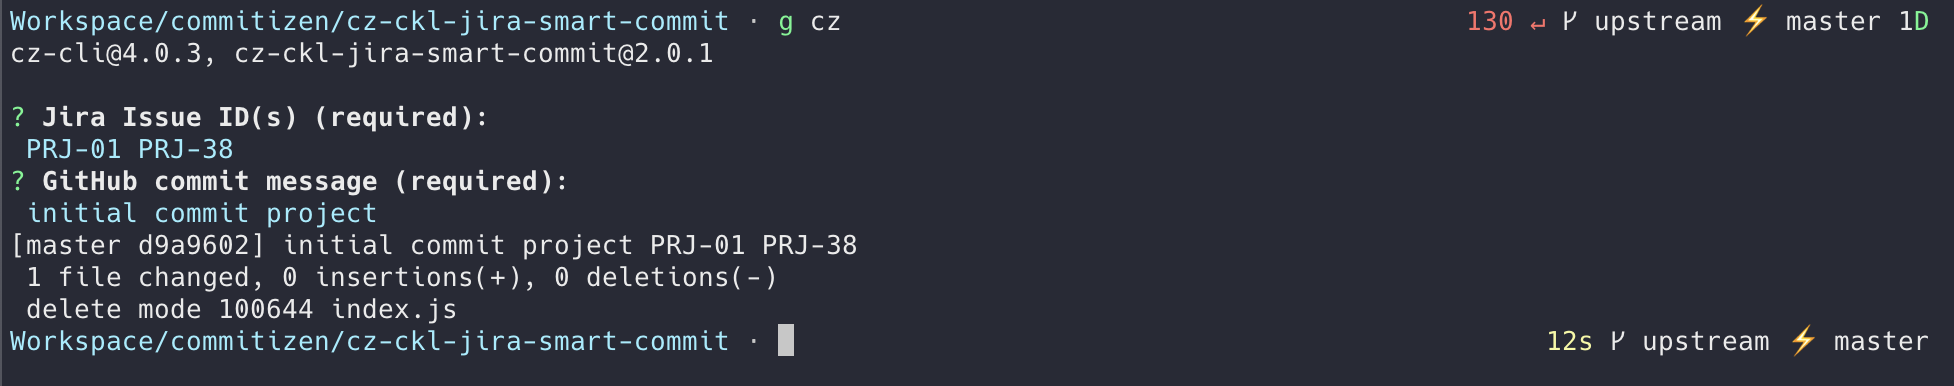 Workspace/commitizen/cz-ckl-jira-smart-commit · g cz 130 ↵ ᚴ upstream ⚡ master 1D
cz-cli@4.0.3, cz-ckl-jira-smart-commit@2.0.1
? Jira Issue ID(s) (required):
PRJ-01 PRJ-38
? GitHub commit message (required):
initial commit project
[master d9a9602] initial commit project PRJ-01 PRJ-38
1 file changed, 0 insertions(+), 0 deletions(-)
delete mode 100644 index.js
Workspace/commitizen/cz-ckl-jira-smart-commit · 12s ᚴ upstream ⚡ master